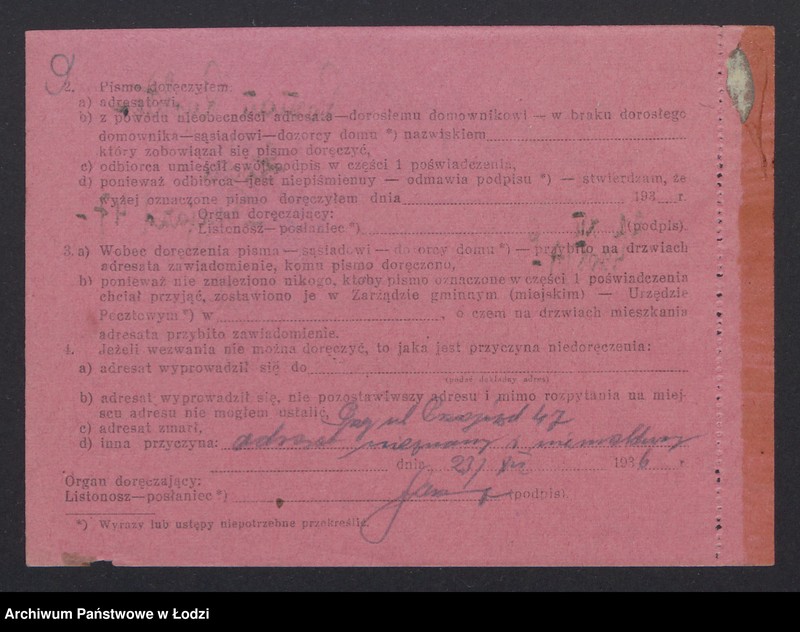 9
2. Pismo doręczyłem:
a) adresatowi,
b) z powodu nieobecności adresata—dorosłemu domownikowi — w braku dorosłego
domownika—sąsiadowi—dozorcy domu *) nazwiskiem
który zobowiązał się pismo doręczyć,
c) odbiorca umieścił swój podpis w części 1 poświadczenia,
d) ponieważ odbiorca—jest niepiśmienny — odmawia podpisu *) — stwierdzam, że
wyżej oznaczone pismo doręczyłem dnia 193 r.
Organ doręczający:
Listonosz—posłaniec *) (podpis).
3. a) Wobec doręczenia pisma — sąsiadowi — dozorcy domu *) — przybito na drzwiach
adresata zawiadomienie, komu pismo doręczono,
b) ponieważ nie znaleziono nikogo, ktoby pismo oznaczone w części 1 poświadczenia
chciał przyjąć, zostawiono je w Zarządzie gminnym (miejskim) — Urzędzie
Pocztowym *) w , o czem na drzwiach mieszkania
adresata przybito zawiadomienie.
4. Jeżeli wezwania nie można doręczyć, to jaka jest przyczyna niedoręczenia:
a) adresat wyprowadził się do
(podać dokładny adres)
b) adresat wyprowadził się, nie pozostawiwszy adresu i mimo rozpytania na miej-
scu adresu nie mogłem ustalić, ul 47
c) adresat zmarł,
d) inna przyczyna: adresat nieznany i
dnia 23/XII 1936 r
Organ doręczający:
Listonosz—posłaniec *) (podpis).
*) Wyrazy lub ustępy niepotrzebne przekreślić.
Archiwum Państwowe w Łodzi